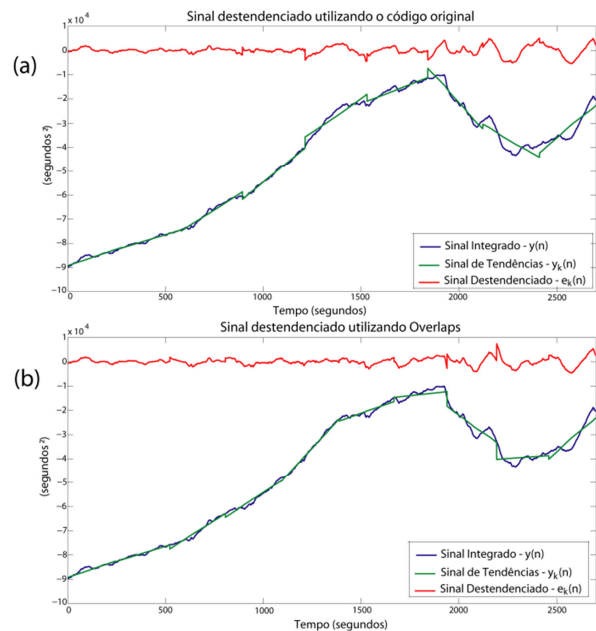 Sinal destendenciado utilizando o código original
x 10⁴
(a)
5
0
−1
−2
−3
−4
−5
−6
−7
−8
−9
−10
(segundos ²)
Sinal Integrado - y(n)
Sinal de Tendências - yₖ(n)
Sinal Destendenciado - eₖ(n)
0 500 1000 1500 2000 2500
Tempo (segundos)
Sinal destendenciado utilizando Overlaps
x 10⁴
(b)
1
0
−1
−2
−3
−4
−5
−6
−7
−8
−9
−10
(segundos ²)
Sinal Integrado - y(n)
Sinal de Tendências - yₖ(n)
Sinal Destendenciado - eₖ(n)
0 500 1000 1500 2000 2500
Tempo (segundos)